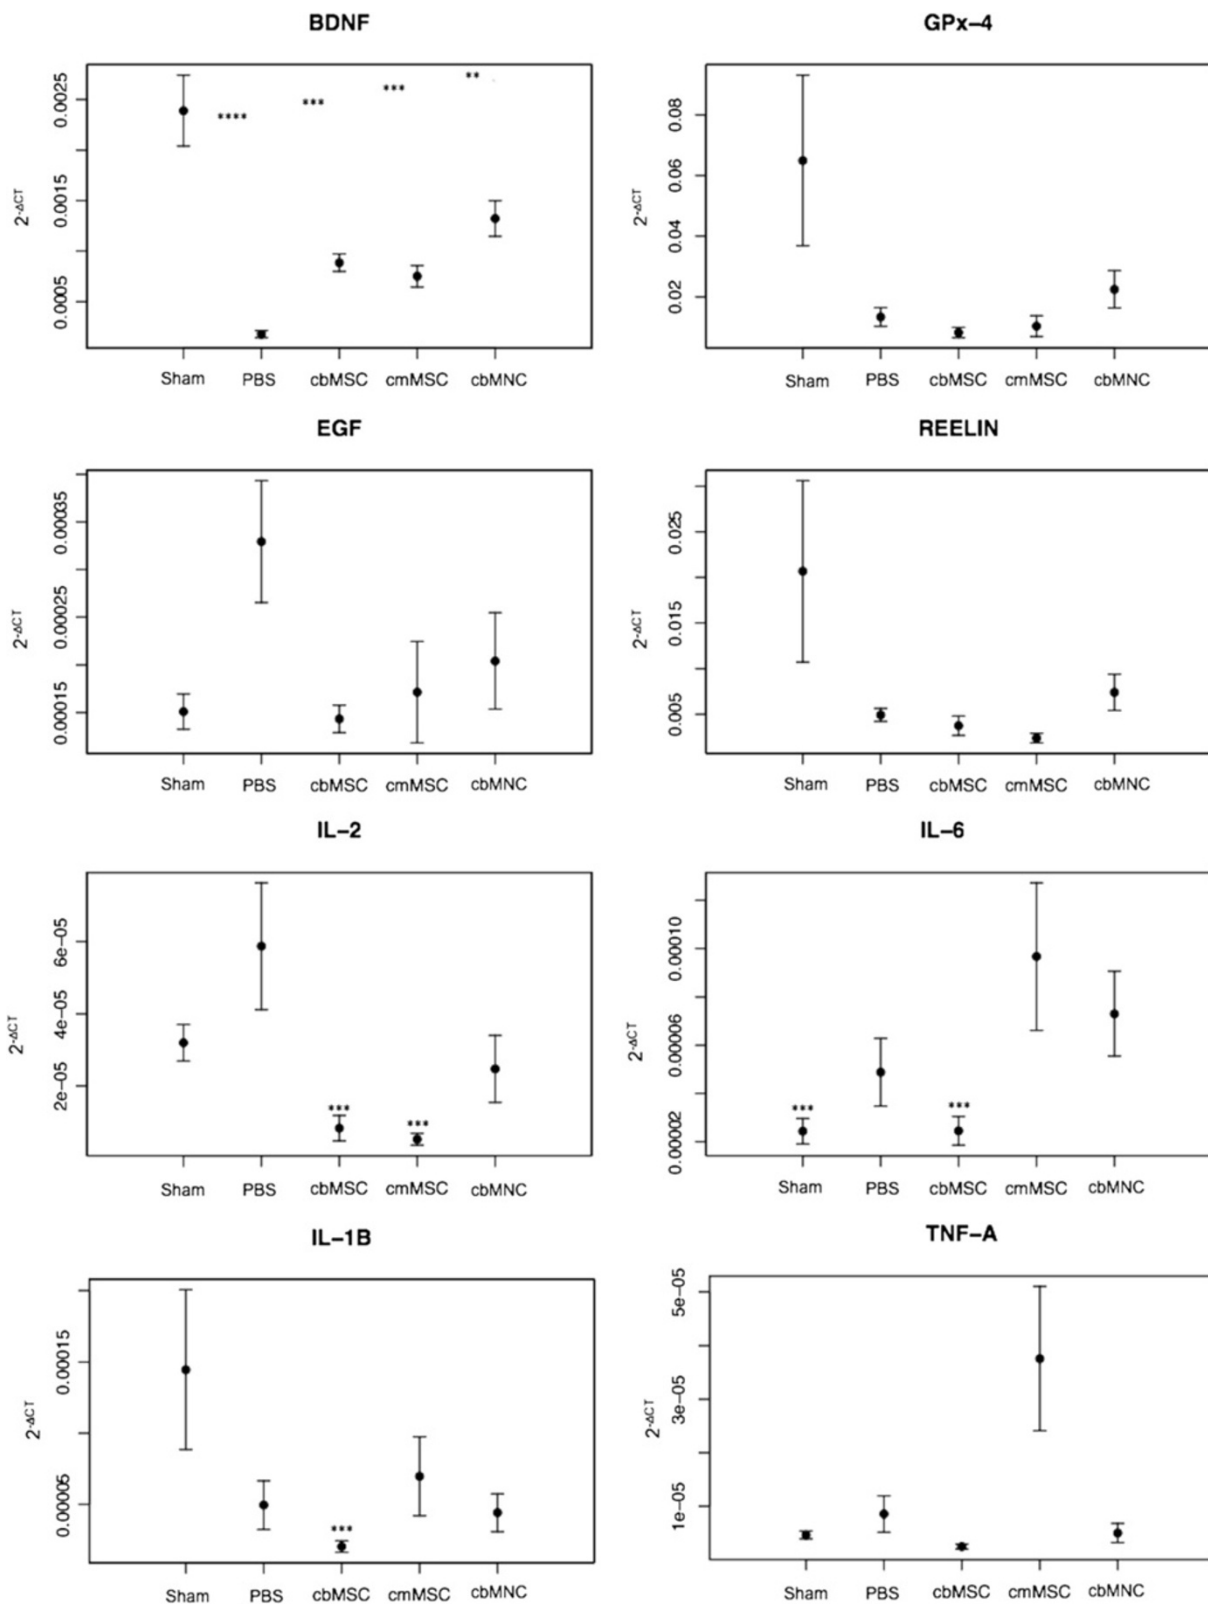 BDNF
0.0025
0.0015
0.0005
2-ΔCT
****
***
***
**
Sham PBS cbMSC cmMSC cbMNC
GPx–4
0.08
0.06
0.04
0.02
2-ΔCT
Sham PBS cbMSC cmMSC cbMNC
EGF
0.00035
0.00025
0.00015
2-ΔCT
Sham PBS cbMSC cmMSC cbMNC
REELIN
0.025
0.015
0.005
2-ΔCT
Sham PBS cbMSC cmMSC cbMNC
IL–2
6e–05
4e–05
2e–05
2-ΔCT
***
***
Sham PBS cbMSC cmMSC cbMNC
IL–6
0.00010
0.00006
0.00002
2-ΔCT
***
***
Sham PBS cbMSC cmMSC cbMNC
IL–1B
0.00015
0.00005
2-ΔCT
***
Sham PBS cbMSC cmMSC cbMNC
TNF–A
5e–05
3e–05
1e–05
2-ΔCT
Sham PBS cbMSC cmMSC cbMNC